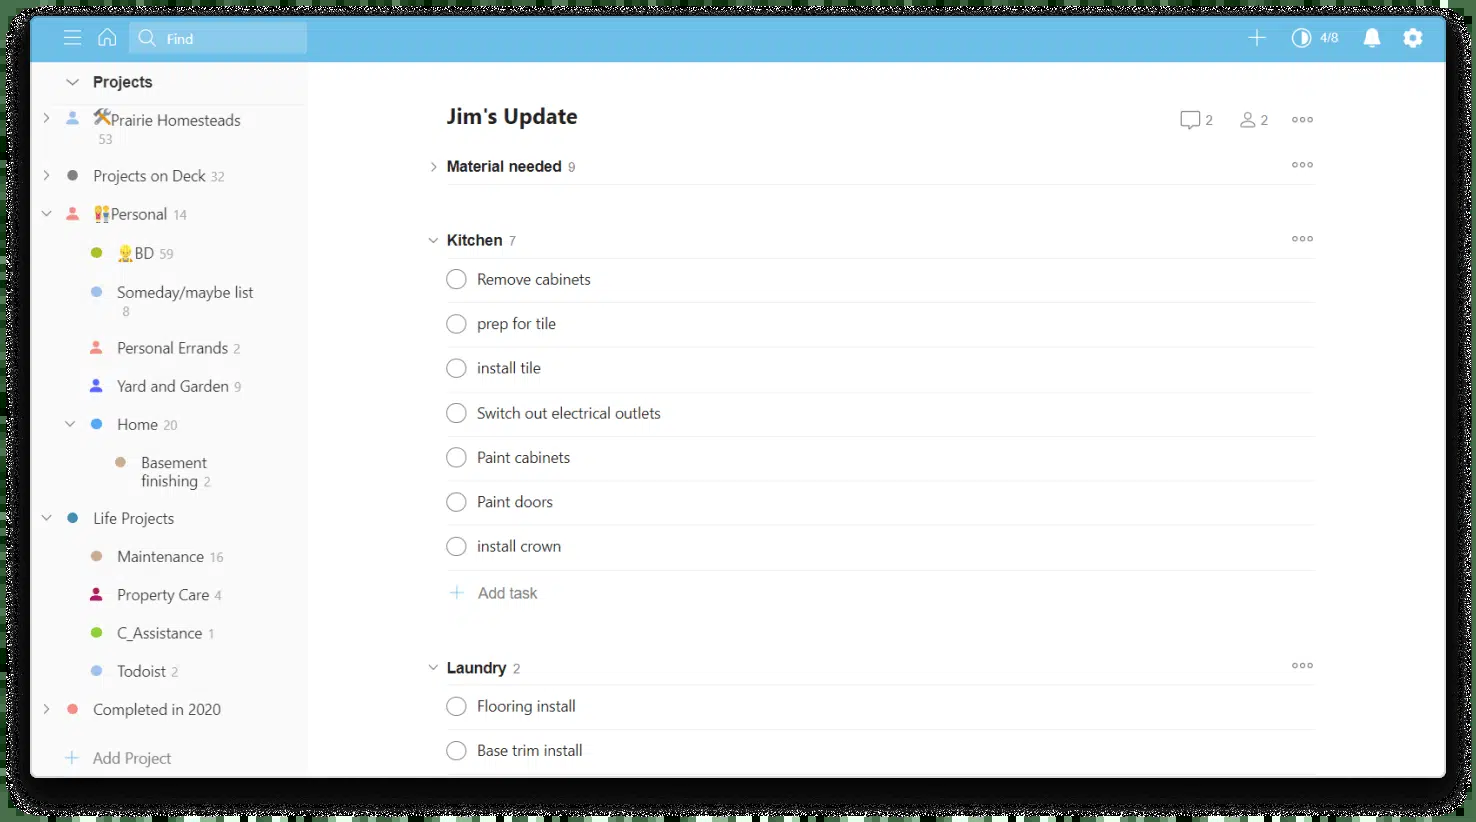 Find
4/8
Projects
Prairie Homesteads
53
Projects on Deck 32
Personal 14
BD 59
Someday/maybe list
8
Personal Errands 2
Yard and Garden 9
Home 20
Basement
finishing 2
Life Projects
Maintenance 16
Property Care 4
C_Assistance 1
Todoist 2
Completed in 2020
Add Project
Jim's Update
2
2
Material needed 9
Kitchen 7
Remove cabinets
prep for tile
install tile
Switch out electrical outlets
Paint cabinets
Paint doors
install crown
Add task
Laundry 2
Flooring install
Base trim install